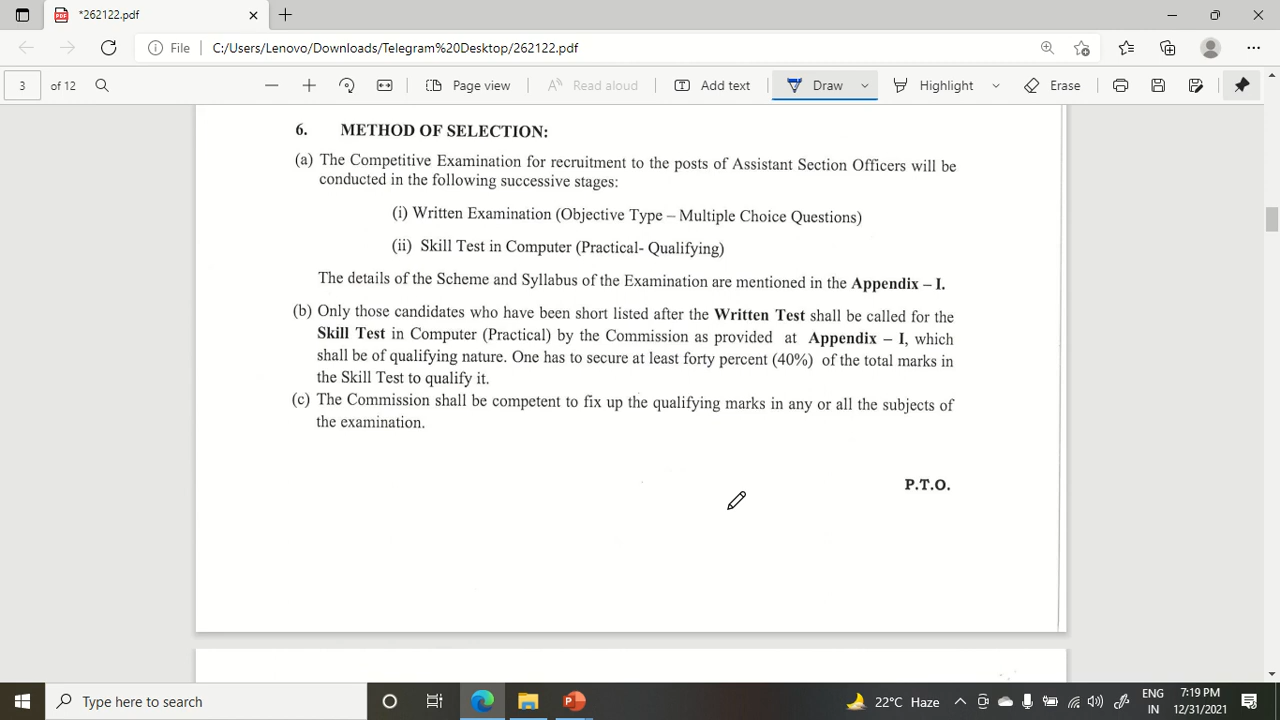 *262122.pdf
File C:/Users/Lenovo/Downloads/Telegram%20Desktop/262122.pdf
3 of 12 Page view Read aloud Add text Draw Highlight Erase
6. METHOD OF SELECTION:
(a) The Competitive Examination for recruitment to the posts of Assistant Section Officers will be
conducted in the following successive stages:
(i) Written Examination (Objective Type – Multiple Choice Questions)
(ii) Skill Test in Computer (Practical- Qualifying)
The details of the Scheme and Syllabus of the Examination are mentioned in the Appendix – I.
(b) Only those candidates who have been short listed after the Written Test shall be called for the
Skill Test in Computer (Practical) by the Commission as provided at Appendix – I, which
shall be of qualifying nature. One has to secure at least forty percent (40%) of the total marks in
the Skill Test to qualify it.
(c) The Commission shall be competent to fix up the qualifying marks in any or all the subjects of
the examination.
P.T.O.
Type here to search
22°C Haze
ENG
IN
7:19 PM
12/31/2021